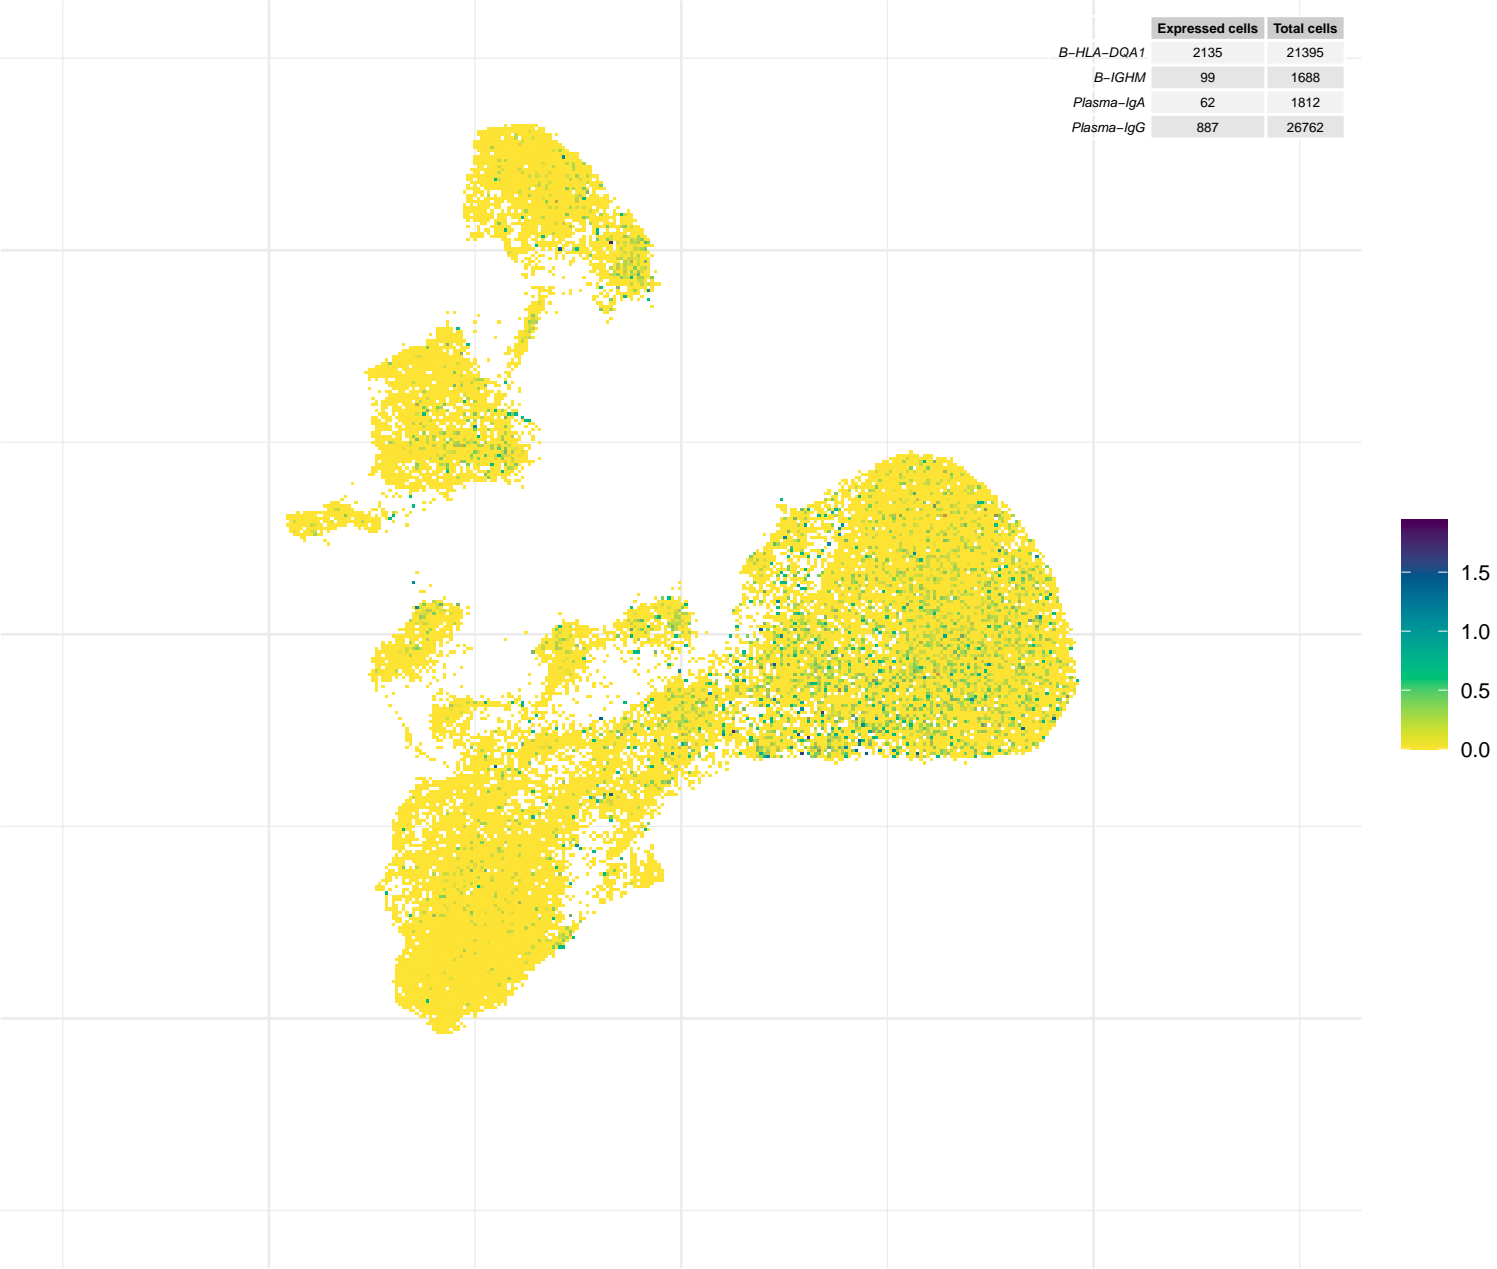 Expressed cells Total cells
B−HLA−DQA1 2135 21395
B−IGHM 99 1688
Plasma−IgA 62 1812
Plasma−IgG 887 26762
1.5
1.0
0.5
0.0